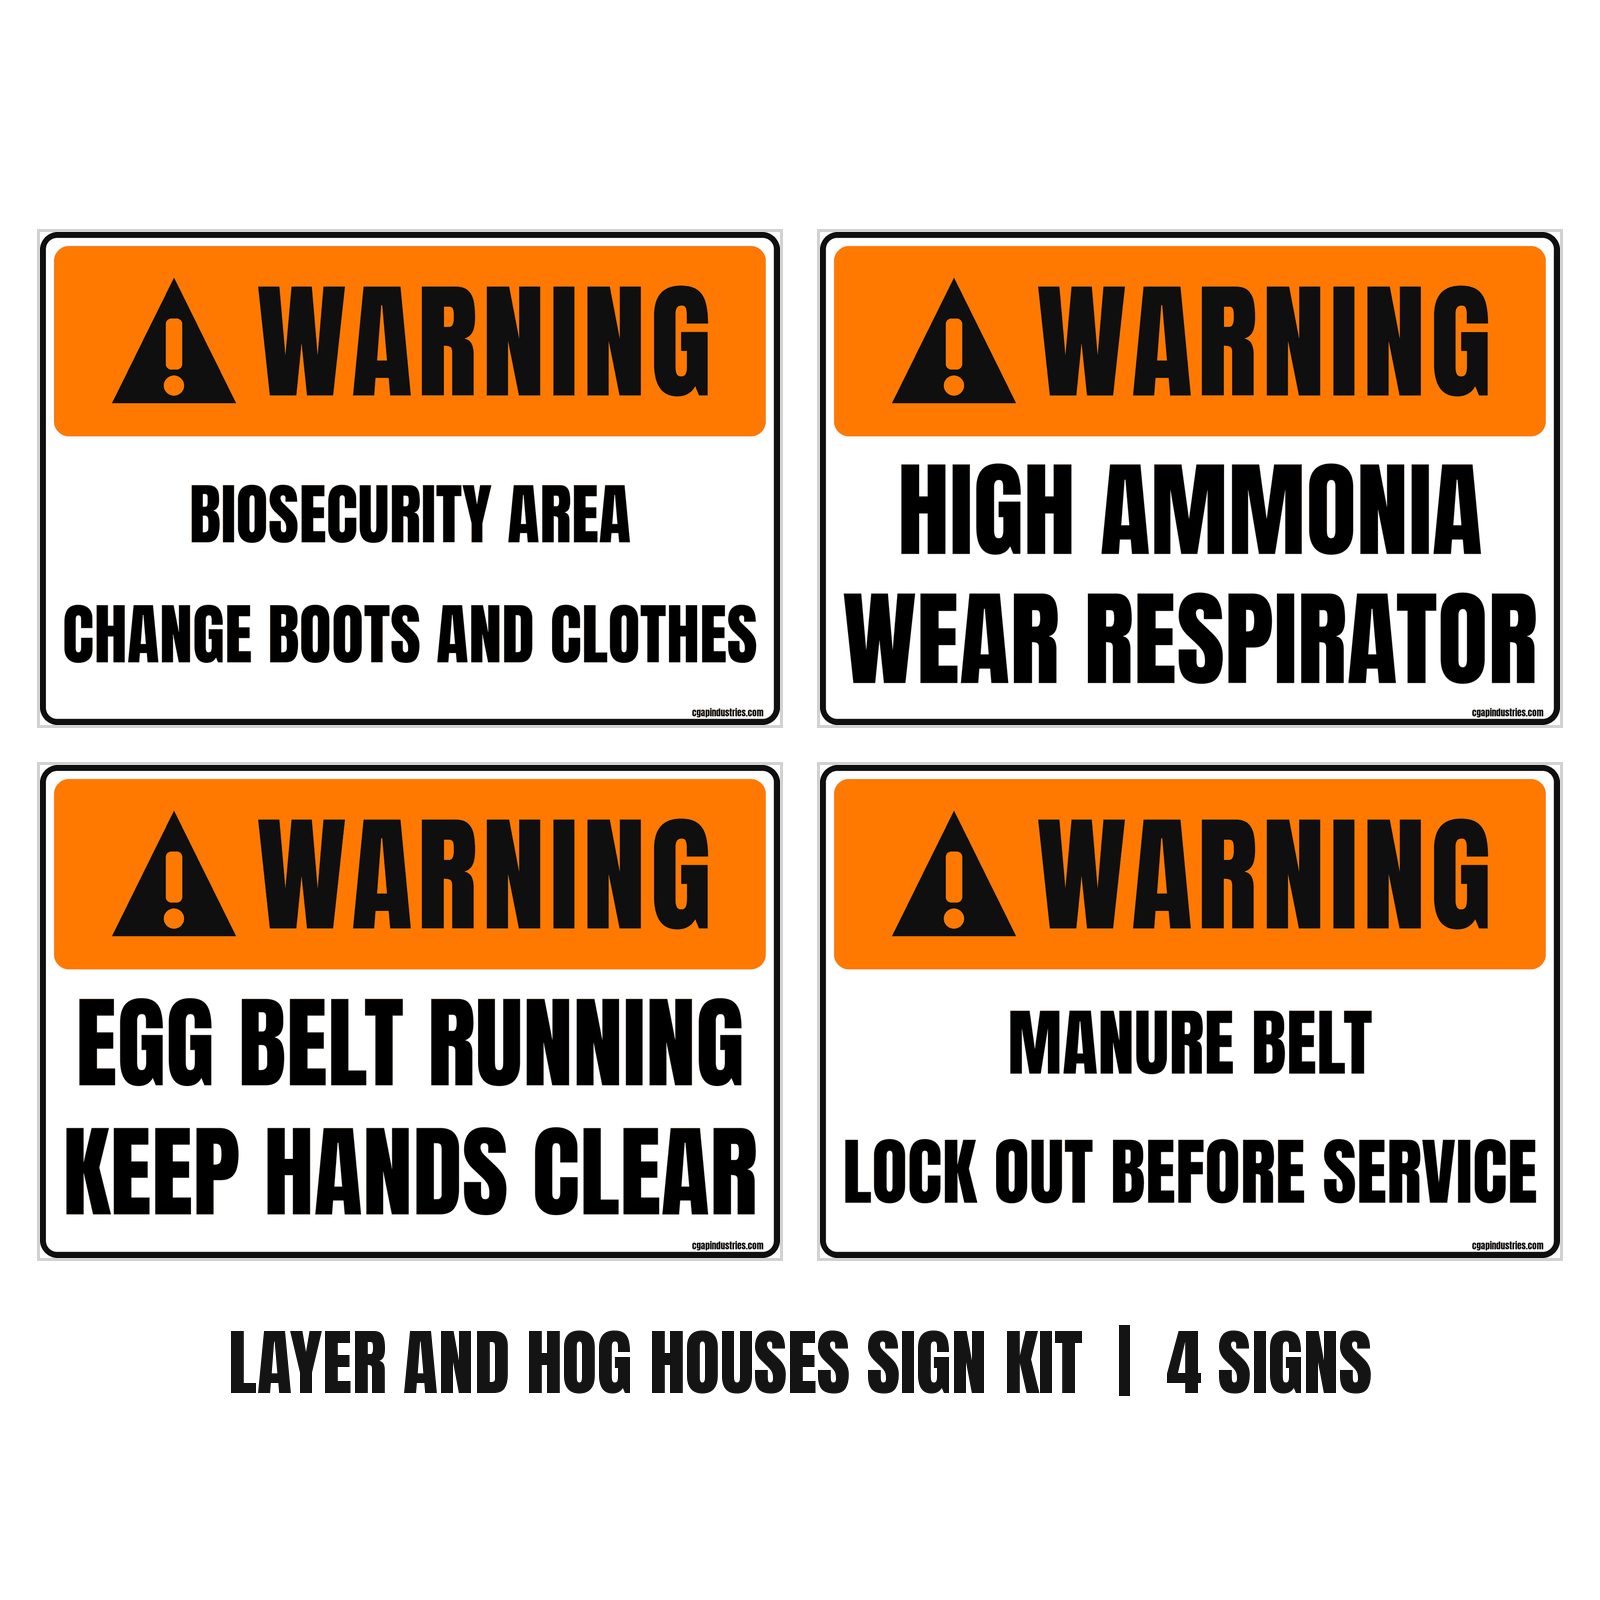 WARNING
BIOSECURITY AREA
CHANGE BOOTS AND CLOTHES
cgapindustries.com
WARNING
HIGH AMMONIA
WEAR RESPIRATOR
cgapindustries.com
WARNING
EGG BELT RUNNING
KEEP HANDS CLEAR
cgapindustries.com
WARNING
MANURE BELT
LOCK OUT BEFORE SERVICE
cgapindustries.com
LAYER AND HOG HOUSES SIGN KIT | 4 SIGNS